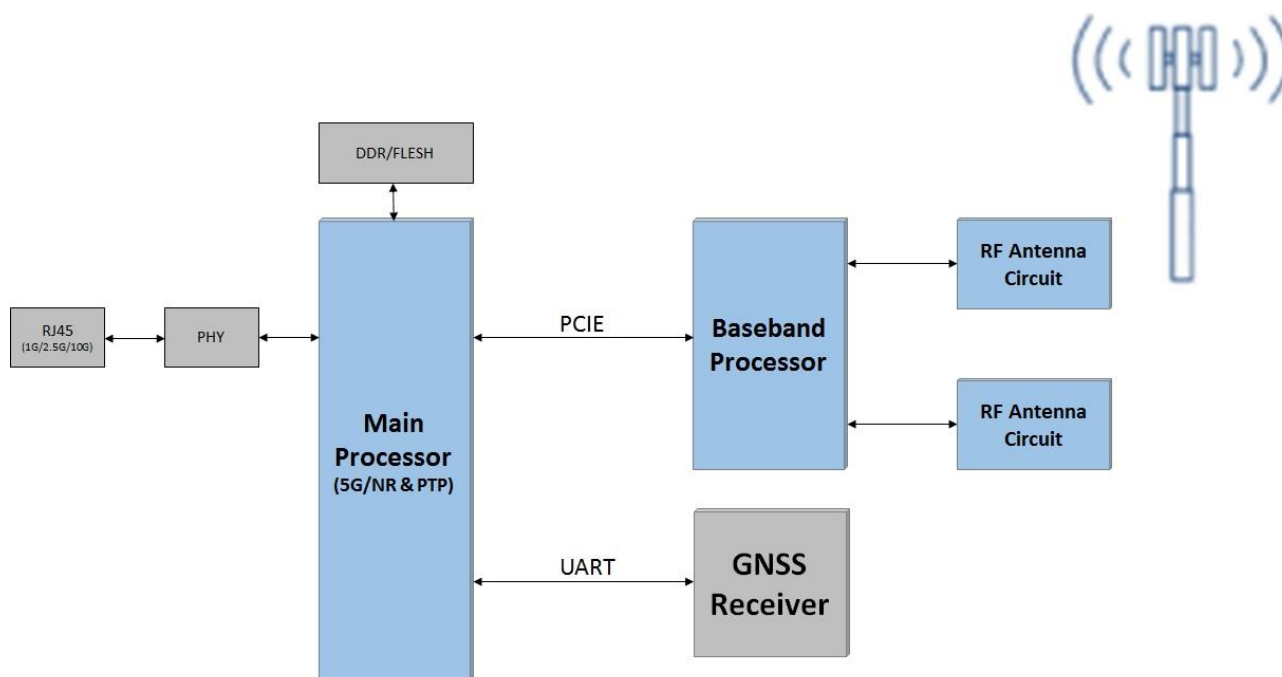 DDR/FLESH
RJ45
(1G/2.5G/10G)
PHY
Main
Processor
(5G/NR & PTP)
PCIE
UART
Baseband
Processor
GNSS
Receiver
RF Antenna
Circuit
RF Antenna
Circuit